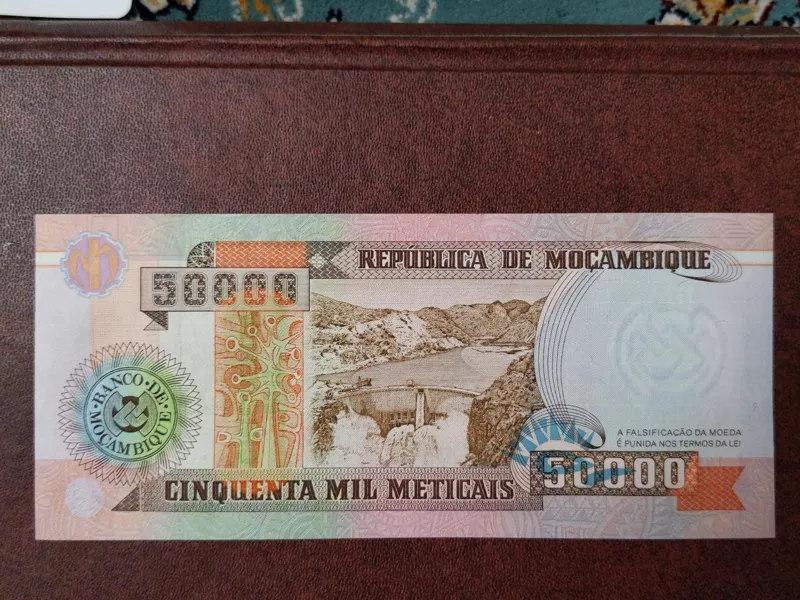 REPÚBLICA DE MOÇAMBIQUE
50000
BANCO DE MOÇAMBIQUE
A FALSIFICAÇÃO DA MOEDA
É PUNIDA NOS TERMOS DA LEI
50000
CINQUENTA MIL METICAIS